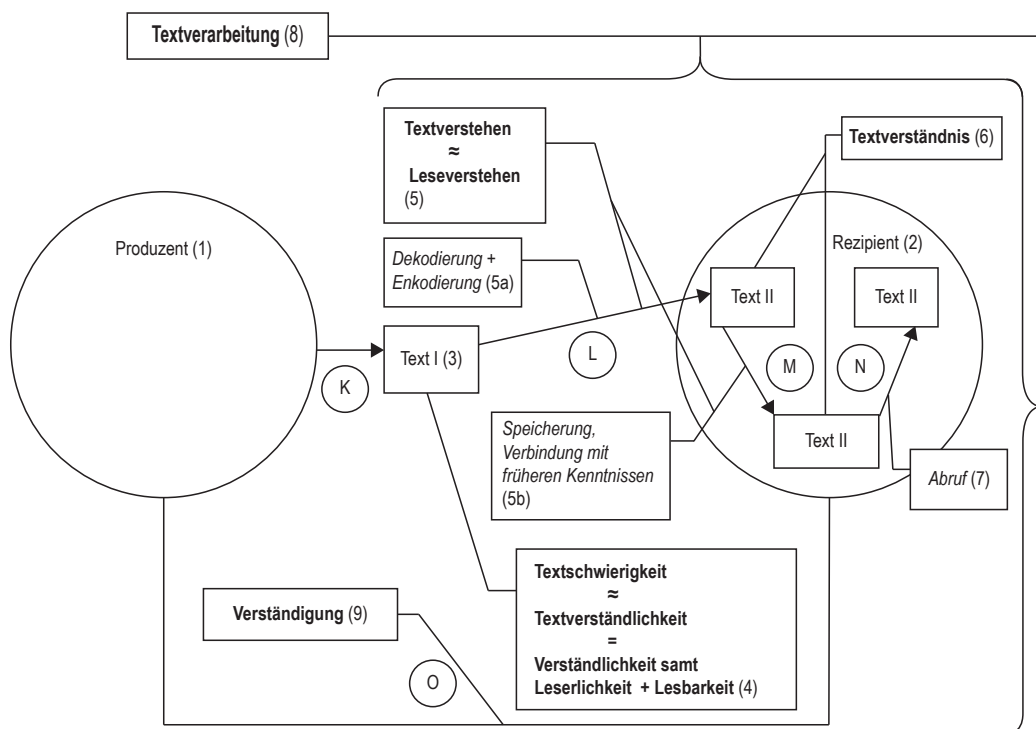 Textverarbeitung (8)
Textverstehen
≈
Leseverstehen
(5)
Textverständnis (6)
Produzent (1)
Rezipient (2)
Dekodierung +
Enkodierung (5a)
Text II
Text II
Text I (3)
K
L
M
N
Text II
Speicherung,
Verbindung mit
früheren Kenntnissen
(5b)
Abruf (7)
Textschwierigkeit
≈
Textverständlichkeit
=
Verständlichkeit samt
Leserlichkeit + Lesbarkeit (4)
Verständigung (9)
O